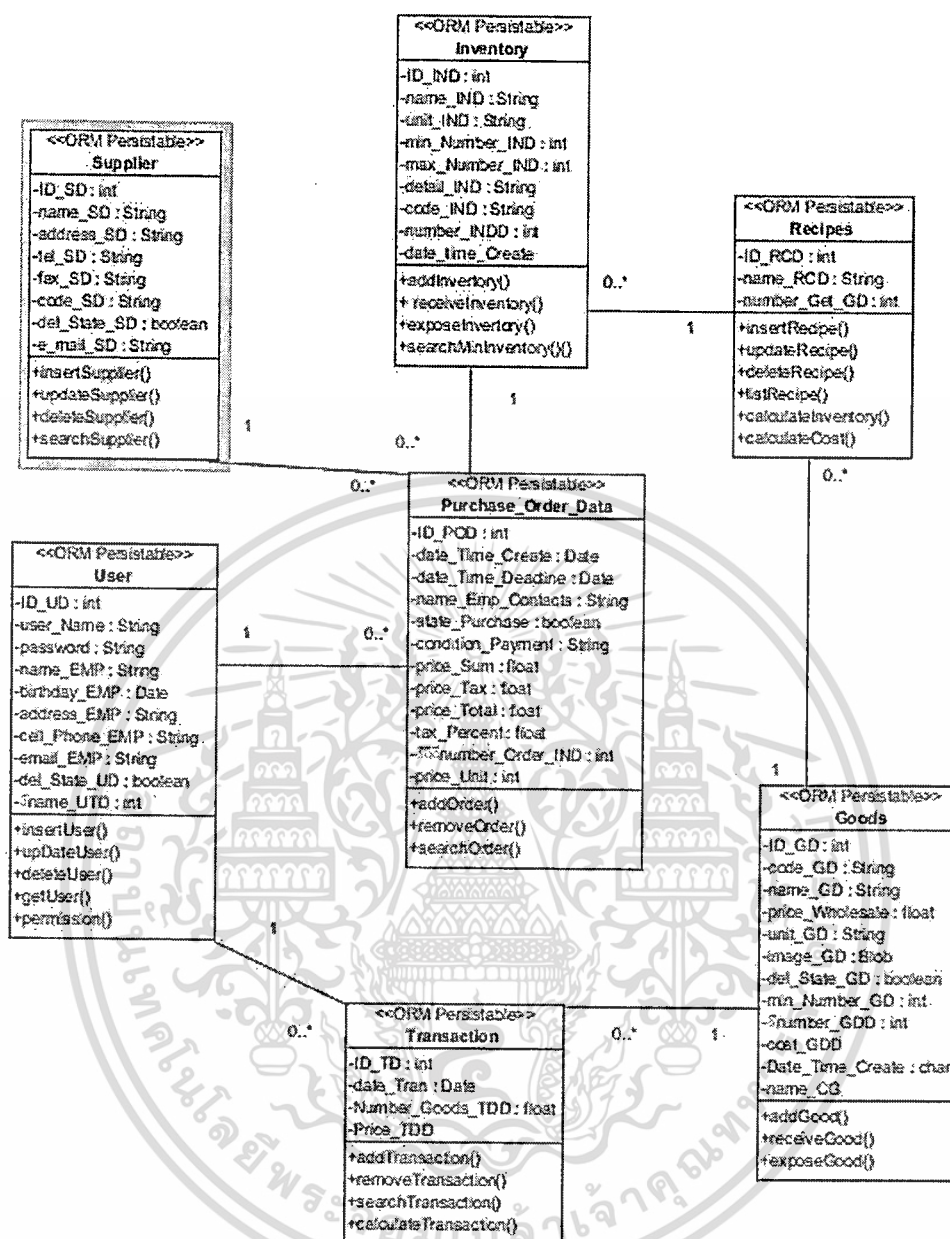 <<ORM Persistable>>
Inventory
-ID_IND : int
-name_IND : String
-unit_IND : String
-min_Number_IND : int
-max_Number_IND : int
-detail_IND : String
-code_IND : String
-number_INDD : int
-date_time_Create
+addInventory()
+ receiveInventory()
+exposeInventory()
+searchMinInventory()()
<<ORM Persistable>>
Supplier
-ID_SD : int
-name_SD : String
-address_SD : String
-tel_SD : String
-fax_SD : String
-code_SD : String
-del_State_SD : boolean
-e_mail_SD : String
+insertSupplier()
+updateSupplier()
+deleteSupplier()
+searchSupplier()
<<ORM Persistable>>
Recipes
-ID_RCD : int
-name_RCD : String
-number_Get_GD : int
+insertRecipe()
+updateRecipe()
+deleteRecipe()
+listRecipe()
+calculateInventory()
+calculateCost()
0..*
1
1
0..*
1
0..*
0..*
1
<<ORM Persistable>>
Purchase_Order_Data
-ID_POD : int
-date_Time_Create : Date
-date_Time_Deadline : Date
-name_Emp_Contacts : String
-state_Purchase : boolean
-condition_Payment : String
-price_Sum : float
-price_Tax : float
-price_Total : float
-tax_Percent : float
number_Order_IND : int
-price_Unit : int
+addOrder()
+removeOrder()
+searchOrder()
<<ORM Persistable>>
User
-ID_UD : int
-user_Name : String
-password : String
-name_EMP : String
-birthday_EMP : Date
-address_EMP : String
-cell_Phone_EMP : String
-email_EMP : String
-del_State_UD : boolean
name_UTD : int
+insertUser()
+upDateUser()
+deleteUser()
+getUser()
+permission()
1
0..*
<<ORM Persistable>>
Goods
-ID_GD : int
-code_GD : String
-name_GD : String
-price_Wholesale : float
-unit_GD : String
-image_GD : Blob
-del_State_GD : boolean
-min_Number_GD : int
number_GDD : int
-cost_GDD
-Date_Time_Create : char
-name_CG
+addGood()
+receiveGood()
+exposeGood()
1
0..*
0..*
1
<<ORM Persistable>>
Transaction
-ID_TD : int
-date_Tran : Date
-Number_Goods_TDD : float
-Price_TDD
+addTransaction()
+removeTransaction()
+searchTransaction()
+calculateTransaction()